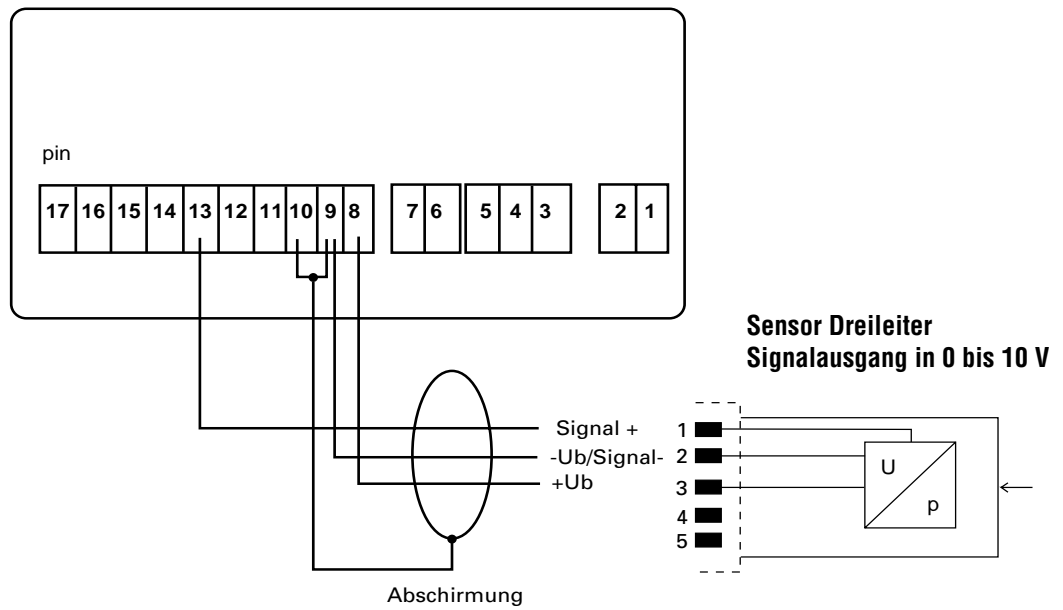 pin
17 16 15 14 13 12 11 10 9 8 7 6 5 4 3 2 1
Sensor Dreileiter
Signalausgang in 0 bis 10 V
Signal + 1
-Ub/Signal- 2
+Ub 3
4
5
U
p
Abschirmung